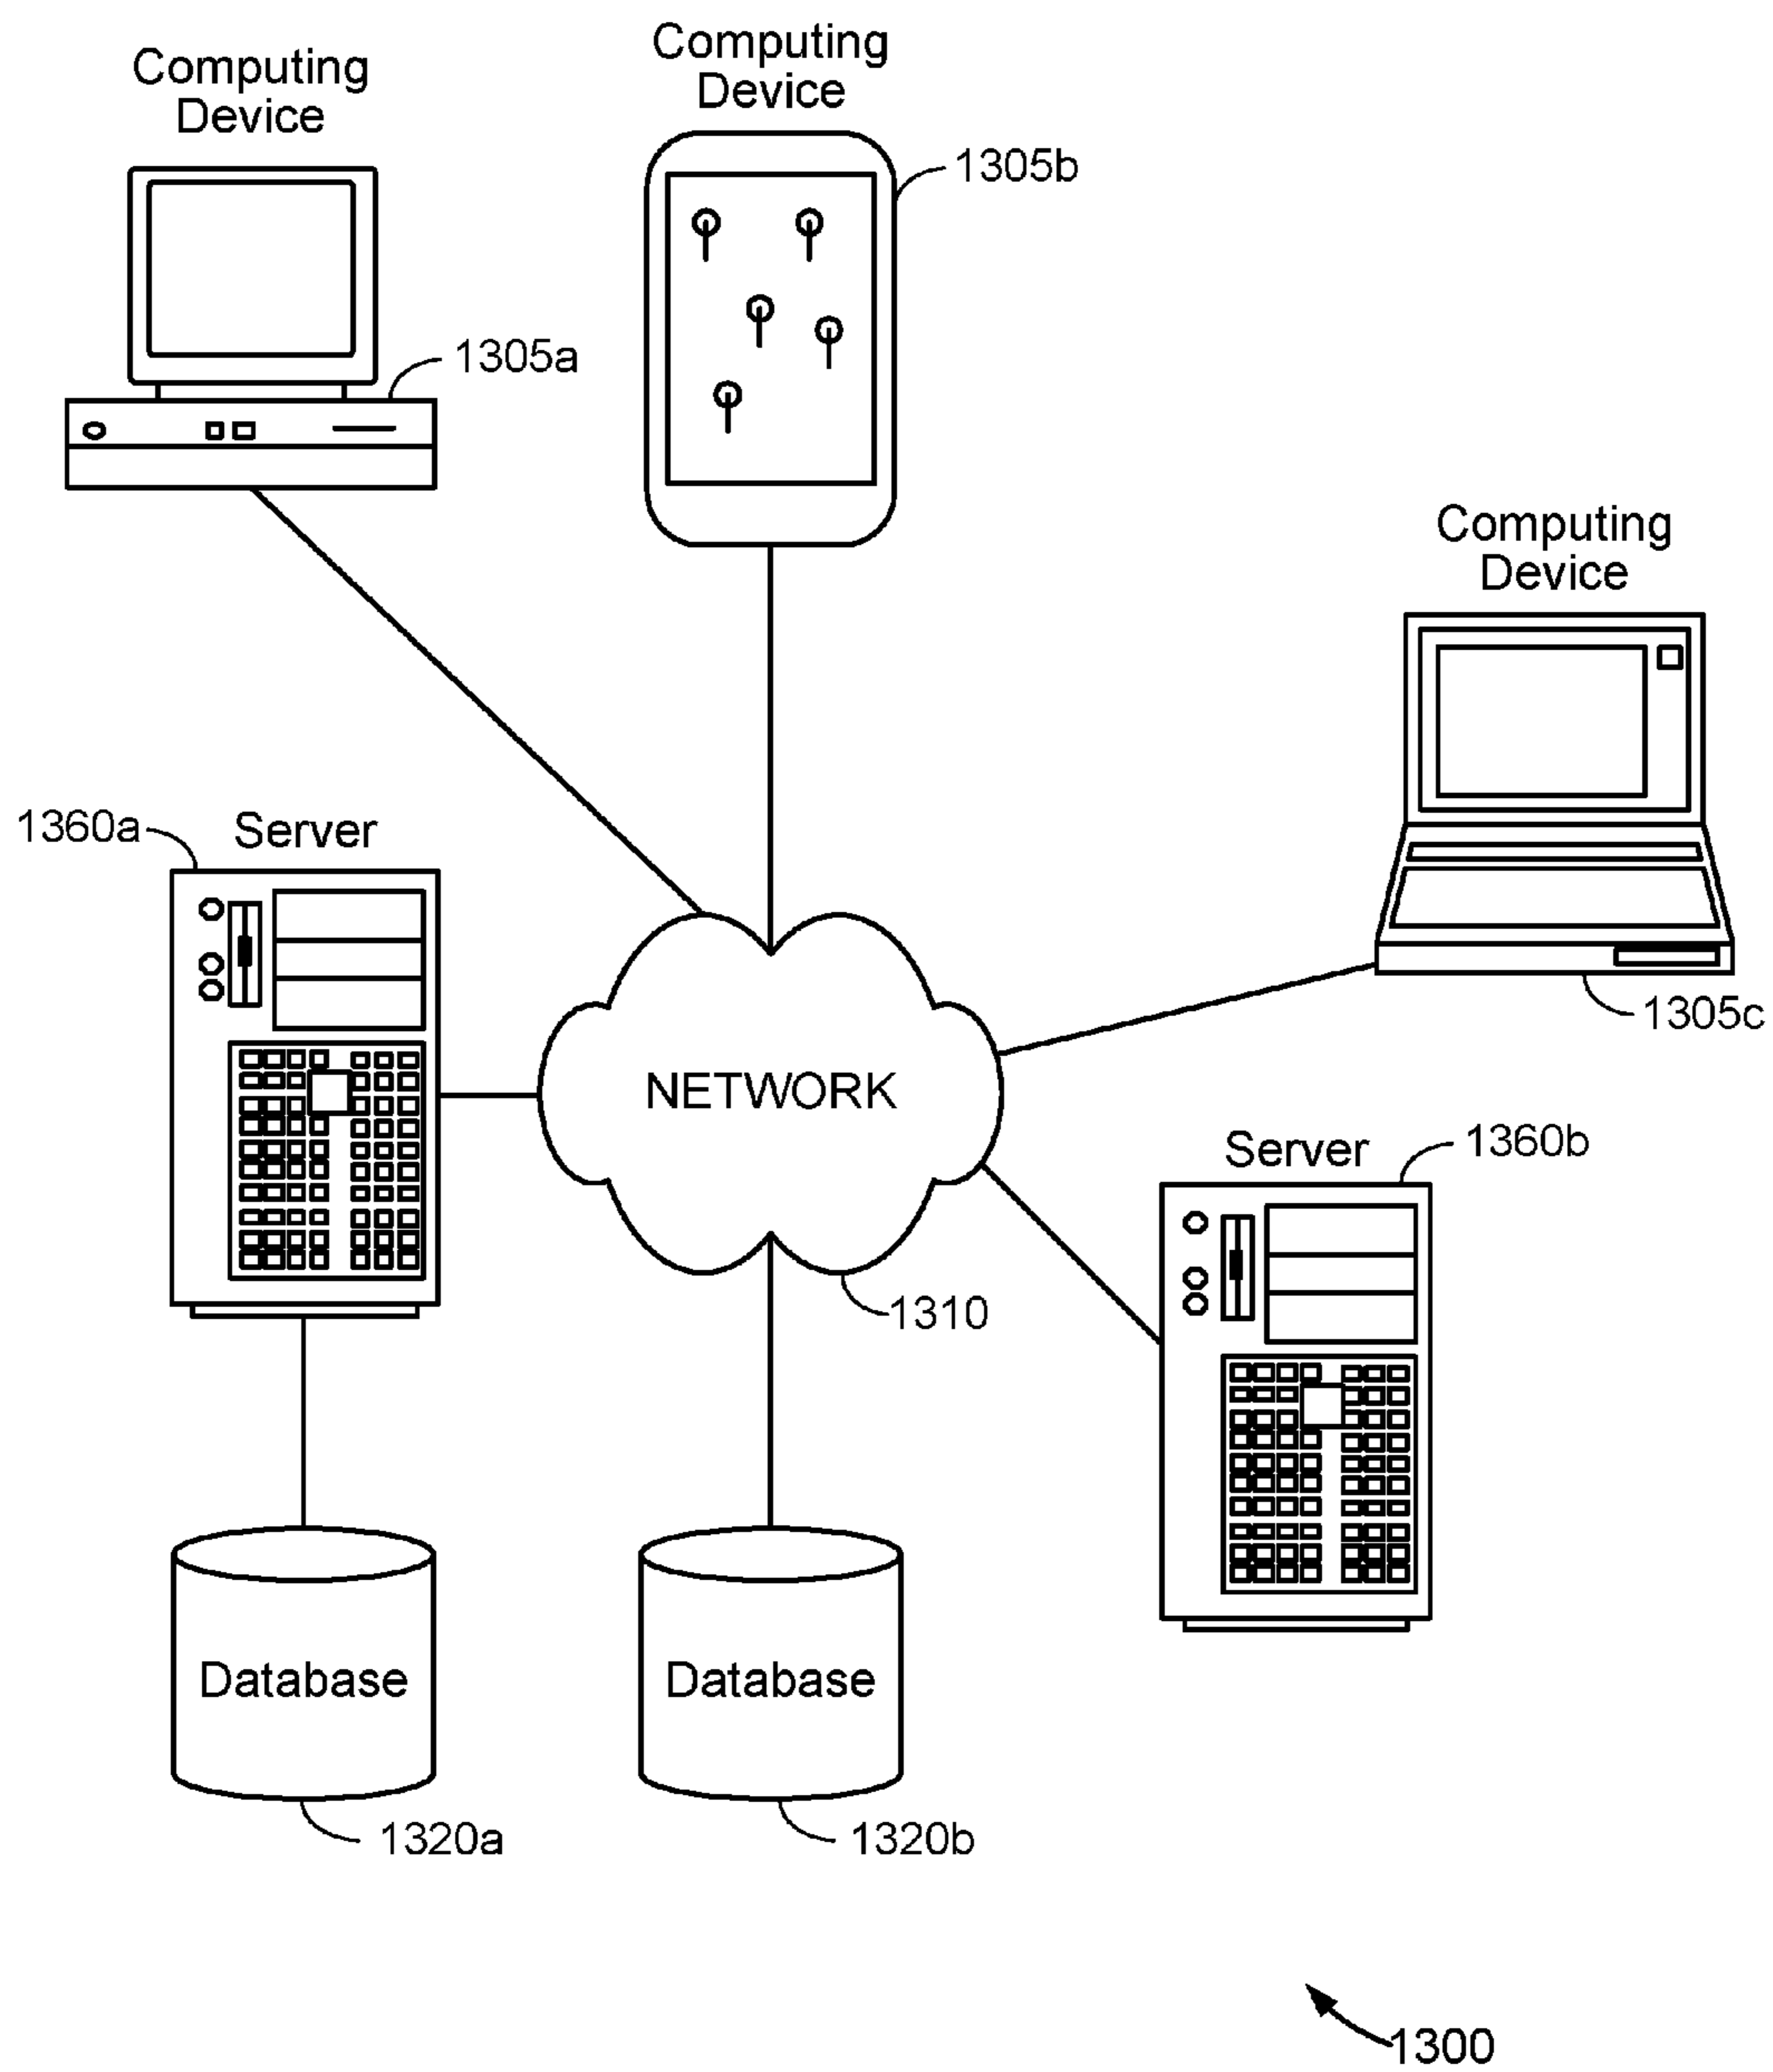 Computing
Device
Computing
Device
1305b
1305a
Computing
Device
1360a
Server
1305c
NETWORK
Server
1360b
1310
Database
Database
1320a
1320b
1300